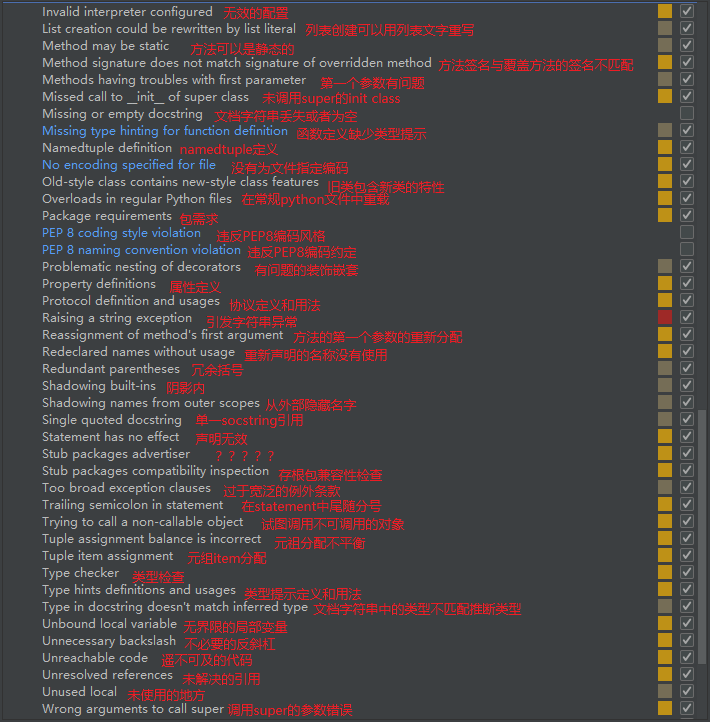 Invalid interpreter configured 无效的配置
List creation could be rewritten by list literal 列表创建可以用列表文字重写
Method may be static 方法可以是静态的
Method signature does not match signature of overridden method 方法签名与覆盖方法的签名不匹配
Methods having troubles with first parameter 第一个参数有问题
Missed call to __init__ of super class 未调用super的init class
Missing or empty docstring 文档字符串丢失或者为空
Missing type hinting for function definition 函数定义缺少类型提示
Namedtuple definition namedtuple定义
No encoding specified for file 没有为文件指定编码
Old-style class contains new-style class features 旧类包含新类的特性
Overloads in regular Python files 在常规python文件中重载
Package requirements 包需求
PEP 8 coding style violation 违反PEP8编码风格
PEP 8 naming convention violation 违反PEP8编码约定
Problematic nesting of decorators 有问题的装饰嵌套
Property definitions 属性定义
Protocol definition and usages 协议定义和用法
Raising a string exception 引发字符串异常
Reassignment of method's first argument 方法的第一个参数的重新分配
Redeclared names without usage 重新声明的名称没有使用
Redundant parentheses 冗余括号
Shadowing built-ins 阴影内
Shadowing names from outer scopes 从外部隐藏名字
Single quoted docstring 单一socstring引用
Statement has no effect 声明无效
Stub packages advertiser ？？？？？
Stub packages compatibility inspection 存根包兼容性检查
Too broad exception clauses 过于宽泛的例外条款
Trailing semicolon in statement 在statement中尾随分号
Trying to call a non-callable object 试图调用不可调用的对象
Tuple assignment balance is incorrect 元祖分配不平衡
Tuple item assignment 元组item分配
Type checker 类型检查
Type hints definitions and usages 类型提示定义和用法
Type in docstring doesn't match inferred type 文档字符串中的类型不匹配推断类型
Unbound local variable 无界限的局部变量
Unnecessary backslash 不必要的反斜杠
Unreachable code 遥不可及的代码
Unresolved references 未解决的引用
Unused local 未使用的地方
Wrong arguments to call super 调用super的参数错误